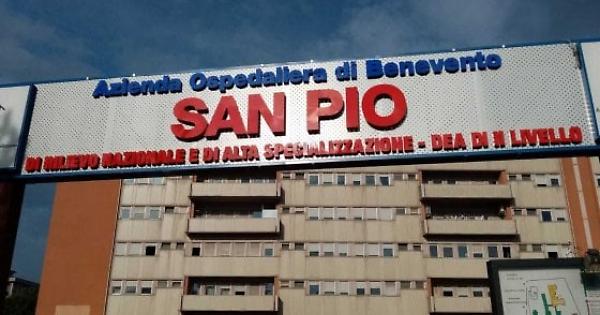 Azienda Ospedaliera di Benevento
SAN PIO
DI RILIEVO NAZIONALE E DI ALTA SPECIALIZZAZIONE - DEA DI II LIVELLO